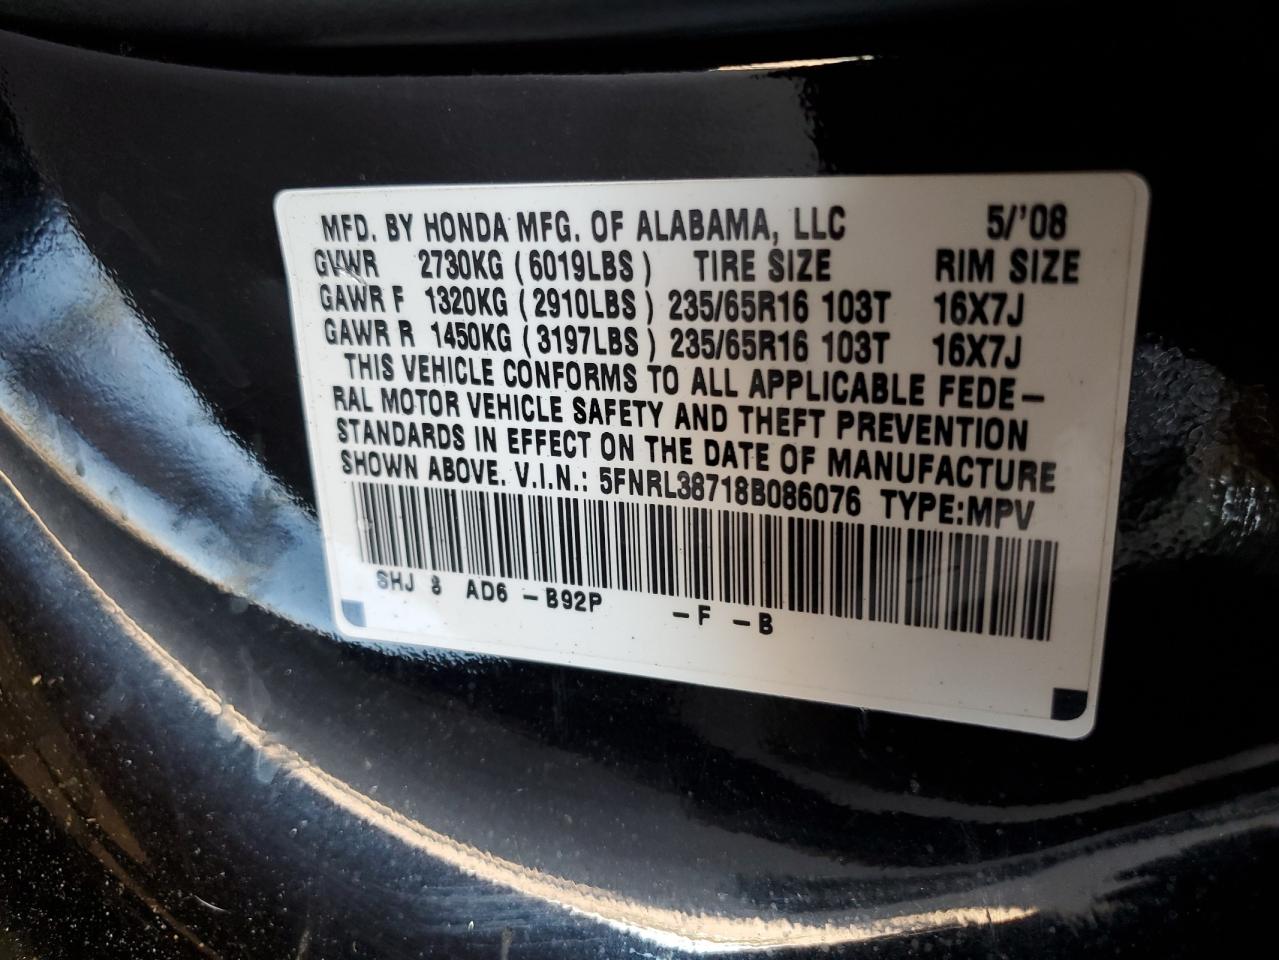 MFD. BY HONDA MFG. OF ALABAMA, LLC 5/'08
GVWR 2730KG (6019LBS) TIRE SIZE RIM SIZE
GAWR F 1320KG (2910LBS) 235/65R16 103T 16X7J
GAWR R 1450KG (3197LBS) 235/65R16 103T 16X7J
THIS VEHICLE CONFORMS TO ALL APPLICABLE FEDE-
RAL MOTOR VEHICLE SAFETY AND THEFT PREVENTION
STANDARDS IN EFFECT ON THE DATE OF MANUFACTURE
SHOWN ABOVE. V.I.N.: 5FNRL38718B086076 TYPE:MPV
SHJ 8 AD6 -B92P -F -B